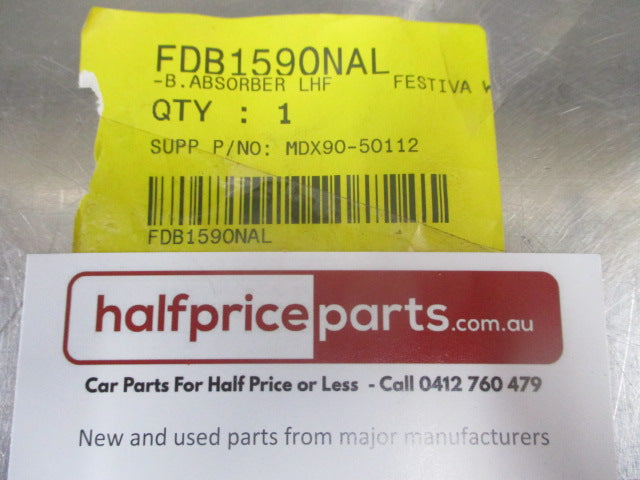 FDB1590NAL
-B.ABSORBER LHF FESTIVA
QTY : 1
SUPP P/NO: MDX90-50112
FDB1590NAL
halfpriceparts.com.au
Car Parts For Half Price or Less - Call 0412 760 479
New and used parts from major manufacturers